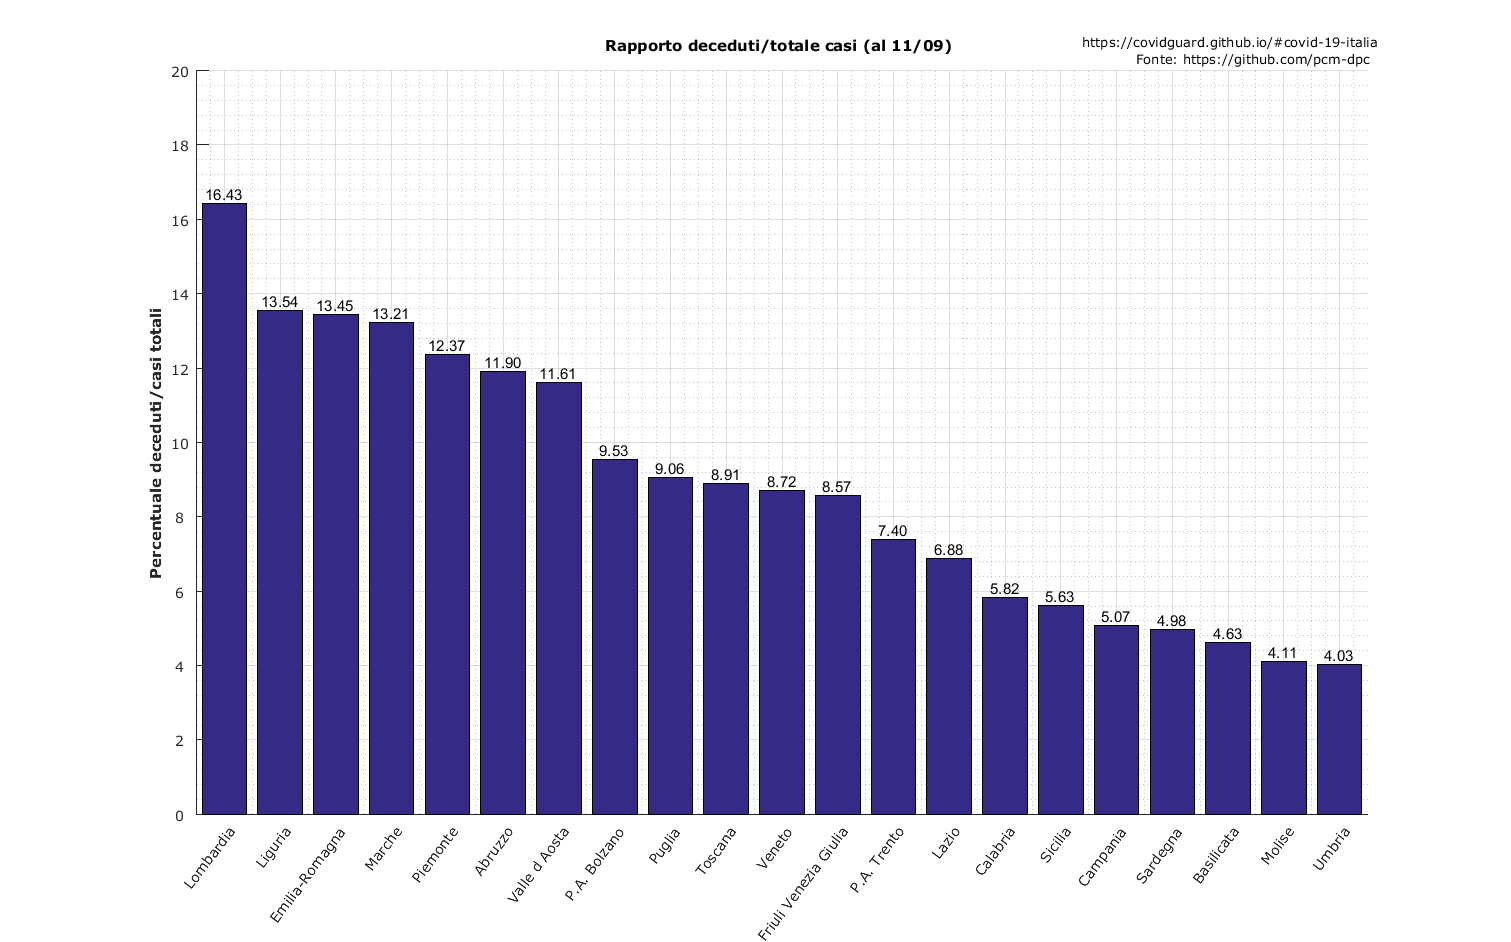 Rapporto deceduti/totale casi (al 11/09)
https://covidguard.github.io/#covid-19-italia
Fonte: https://github.com/pcm-dpc
Percentuale deceduti/casi totali
20
18
16
14
12
10
8
6
4
2
0
16.43
13.54
13.45
13.21
12.37
11.90
11.61
9.53
9.06
8.91
8.72
8.57
7.40
6.88
5.82
5.63
5.07
4.98
4.63
4.11
4.03
Lombardia
Liguria
Emilia-Romagna
Marche
Piemonte
Abruzzo
Valle d Aosta
P.A. Bolzano
Puglia
Toscana
Veneto
Friuli Venezia Giulia
P.A. Trento
Lazio
Calabria
Sicilia
Campania
Sardegna
Basilicata
Molise
Umbria